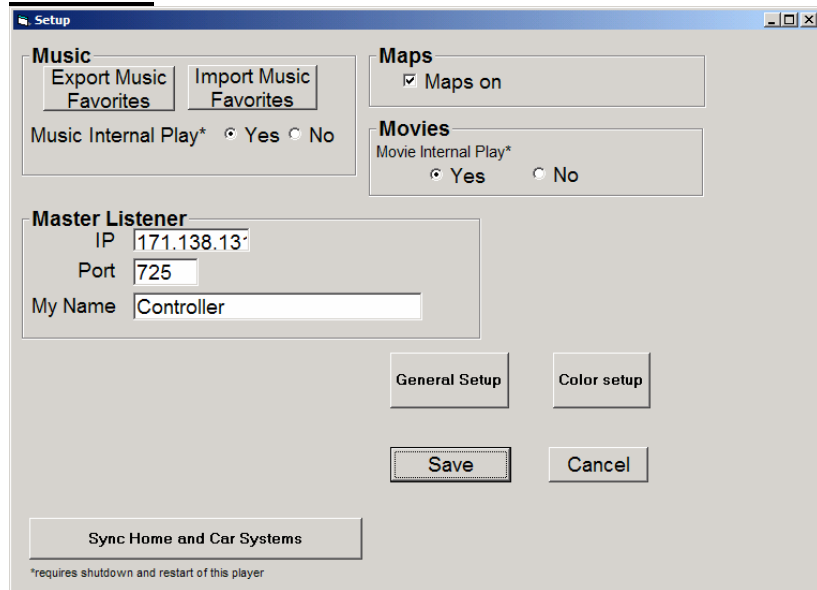 Setup
Music
Export Music
Favorites
Import Music
Favorites
Music Internal Play* Yes No
Maps
Maps on
Movies
Movie Internal Play*
Yes No
Master Listener
IP 171.138.131
Port 725
My Name Controller
General Setup
Color setup
Save
Cancel
Sync Home and Car Systems
*requires shutdown and restart of this player